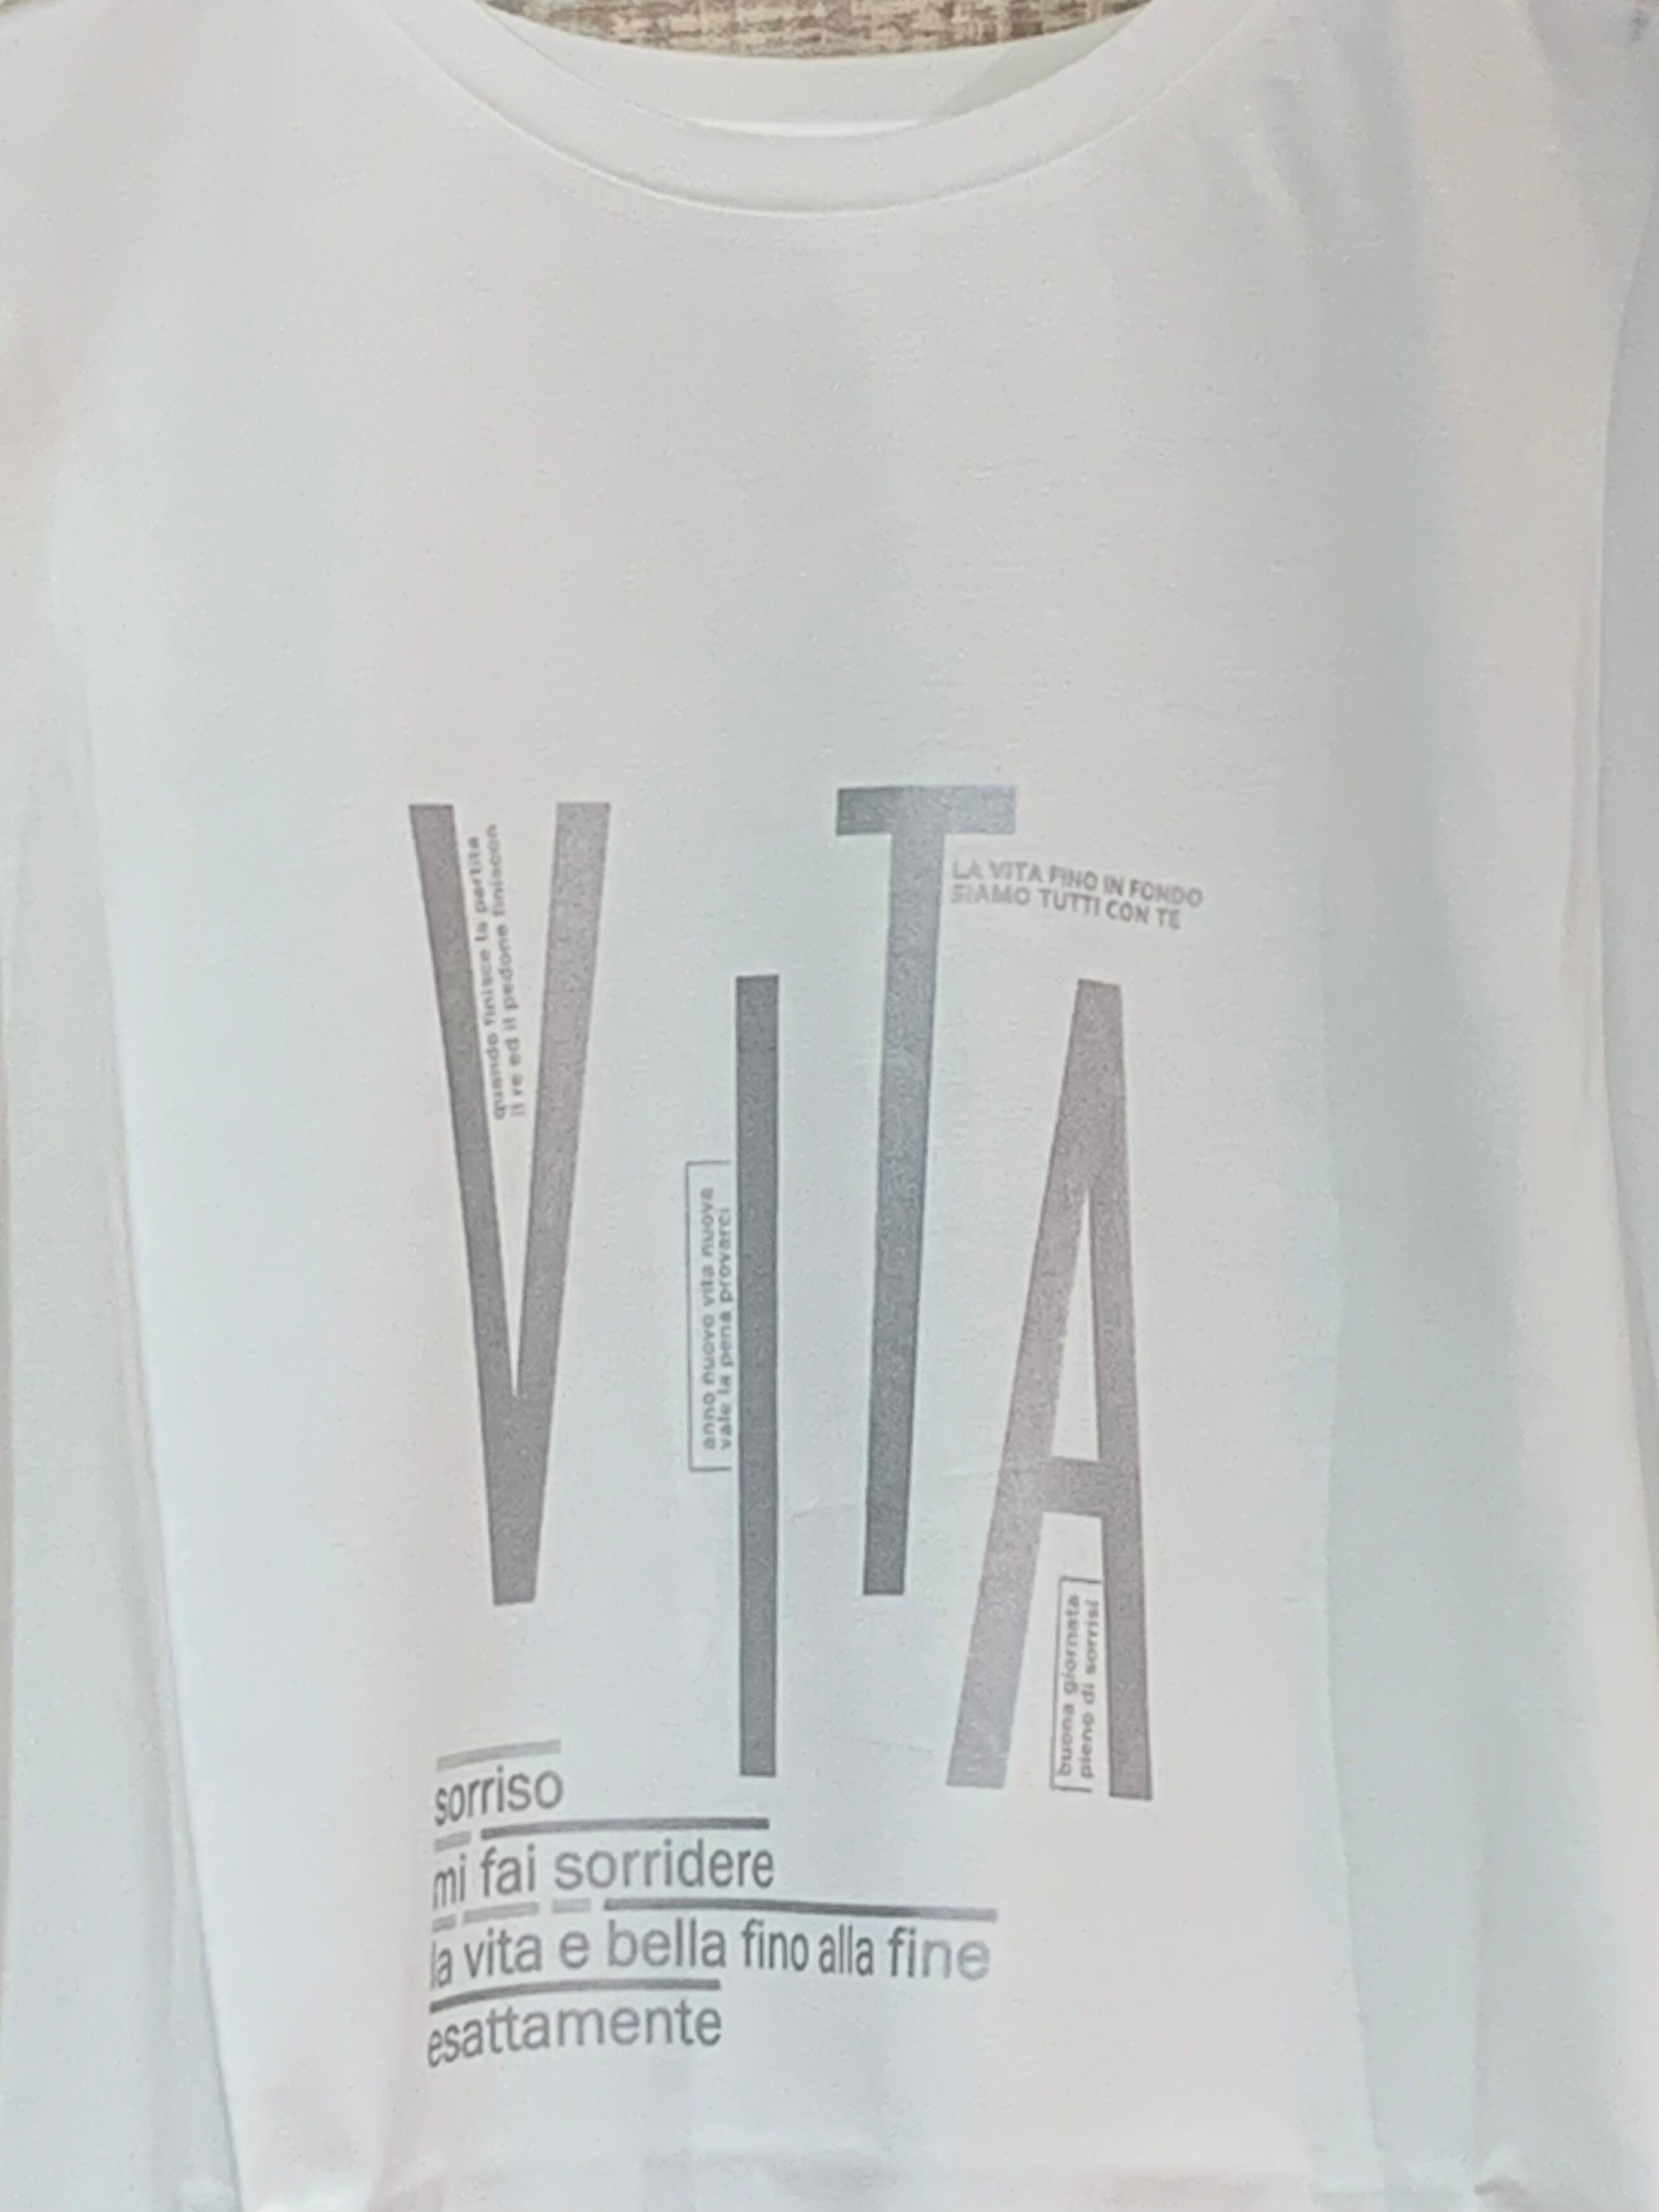 VITA
quando finisce la partita
il re ed il pedone finiscon
LA VITA FINO IN FONDO
SIAMO TUTTI CON TE
anno nuovo vita nuova
vale la pena provarci
buona giornata
pieno di sorrisi
sorriso
mi fai sorridere
la vita e bella fino alla fine
esattamente